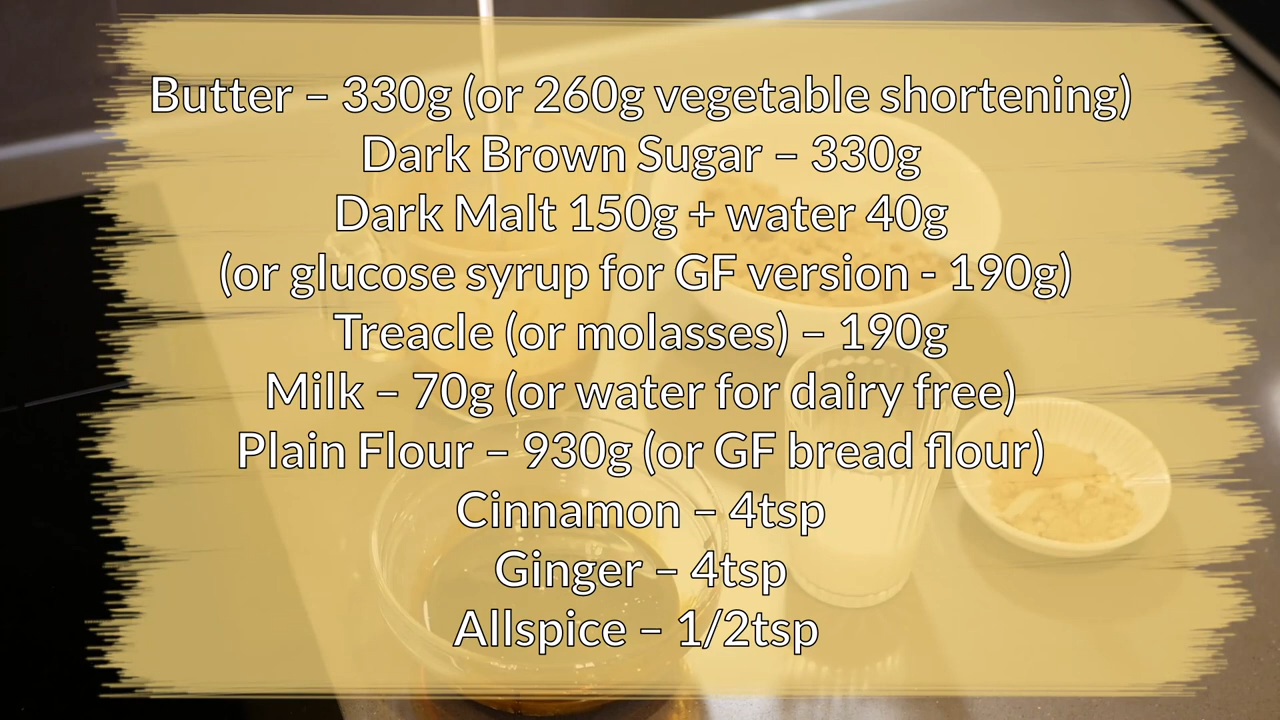 Butter – 330g (or 260g vegetable shortening)
Dark Brown Sugar – 330g
Dark Malt 150g + water 40g
(or glucose syrup for GF version - 190g)
Treacle (or molasses) – 190g
Milk – 70g (or water for dairy free)
Plain Flour – 930g (or GF bread flour)
Cinnamon – 4tsp
Ginger – 4tsp
Allspice – 1/2tsp